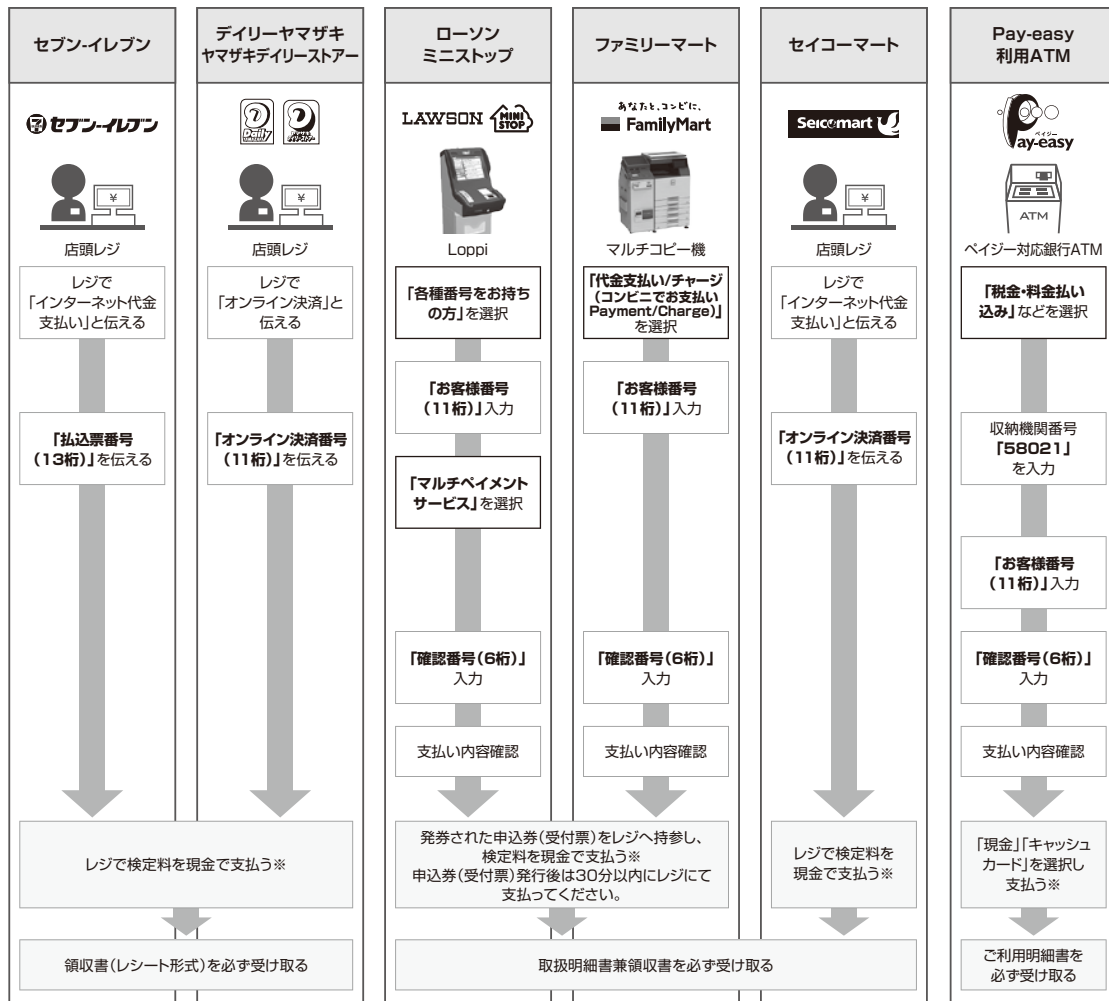 セブン-イレブン
セブン-イレブン
¥
店頭レジ
レジで
「インターネット代金
支払い」と伝える
「払込票番号
(13桁)」を伝える
デイリーヤマザキ
ヤマザキデイリーストアー
Daily
¥
店頭レジ
レジで
「オンライン決済」と
伝える
「オンライン決済番号
(11桁)」を伝える
レジで検定料を現金で支払う※
領収書(レシート形式)を必ず受け取る
ローソン
ミニストップ
LAWSON MINI
STOP
Loppi
「各種番号をお持ち
の方」を選択
「お客様番号
(11桁)」入力
「マルチペイメント
サービス」を選択
「確認番号(6桁)」
入力
支払い内容確認
ファミリーマート
あなたと、コンビに、
FamilyMart
マルチコピー機
「代金支払い/チャージ
(コンビニでお支払い
Payment/Charge)」
を選択
「お客様番号
(11桁)」入力
「確認番号(6桁)」
入力
支払い内容確認
発券された申込券(受付票)をレジへ持参し、
検定料を現金で支払う※
申込券(受付票)発行後は30分以内にレジにて
支払ってください。
セイコーマート
Seicomart
¥
店頭レジ
レジで
「インターネット代金
支払い」と伝える
「オンライン決済番号
(11桁)」を伝える
レジで検定料を
現金で支払う※
取扱明細書兼領収書を必ず受け取る
Pay-easy
利用ATM
ペイジー
Pay-easy
ATM
ペイジー対応銀行ATM
「税金・料金払い
込み」などを選択
収納機関番号
「58021」
を入力
「お客様番号
(11桁)」入力
「確認番号(6桁)」
入力
支払い内容確認
「現金」「キャッシュ
カード」を選択し
支払う※
ご利用明細書を
必ず受け取る